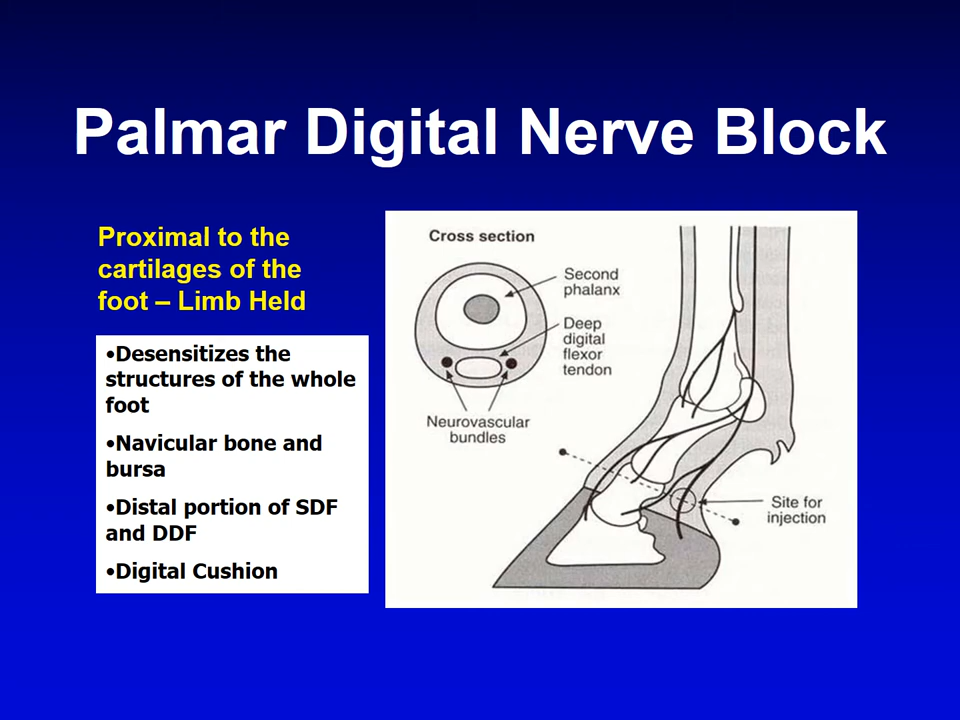 Palmar Digital Nerve Block
Proximal to the
cartilages of the
foot – Limb Held
•Desensitizes the
structures of the whole
foot
•Navicular bone and
bursa
•Distal portion of SDF
and DDF
•Digital Cushion
Cross section
Second
phalanx
Deep
digital
flexor
tendon
Neurovascular
bundles
Site for
injection